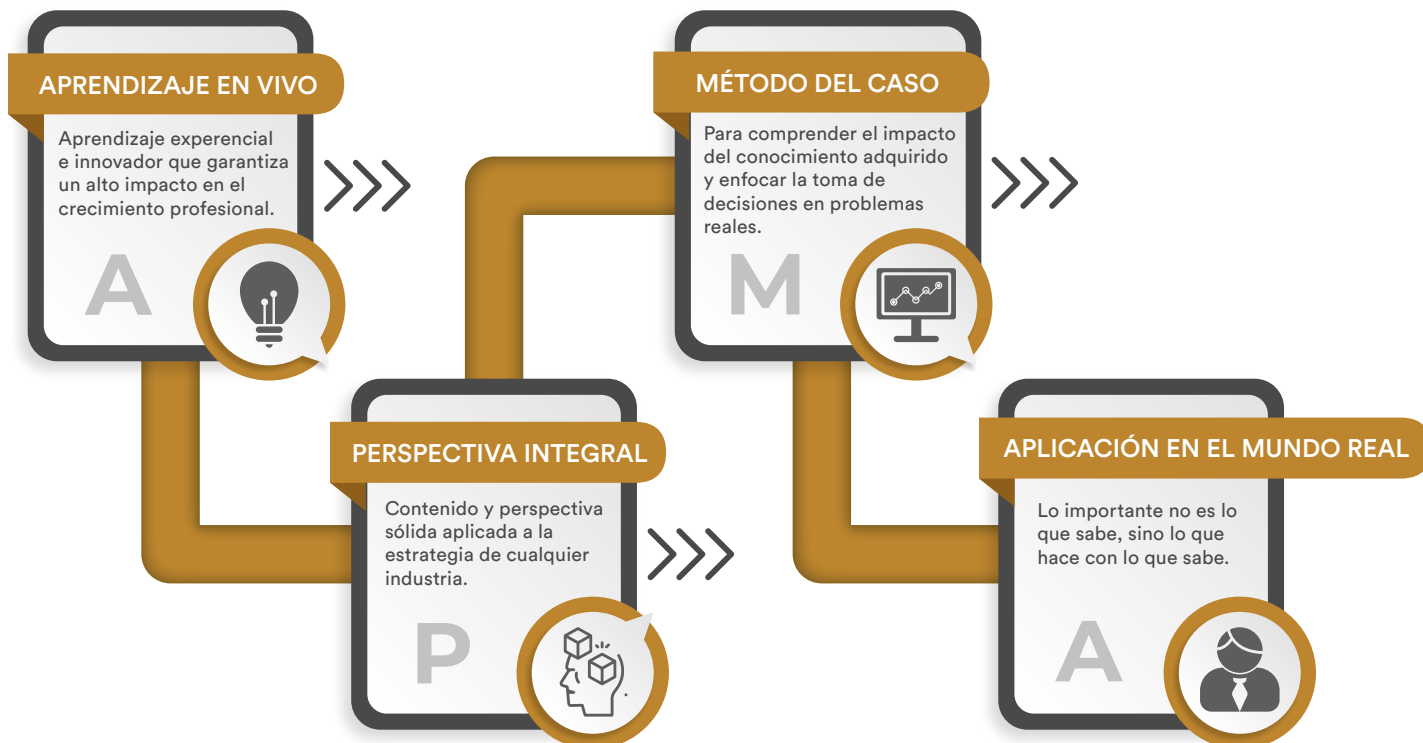 APRENDIZAJE EN VIVO
Aprendizaje experencial
e innovador que garantiza
un alto impacto en el
crecimiento profesional.
A
PERSPECTIVA INTEGRAL
Contenido y perspectiva
sólida aplicada a la
estrategia de cualquier
industria.
P
MÉTODO DEL CASO
Para comprender el impacto
del conocimiento adquirido
y enfocar la toma de
decisiones en problemas
reales.
M
APLICACIÓN EN EL MUNDO REAL
Lo importante no es lo
que sabe, sino lo que
hace con lo que sabe.
A